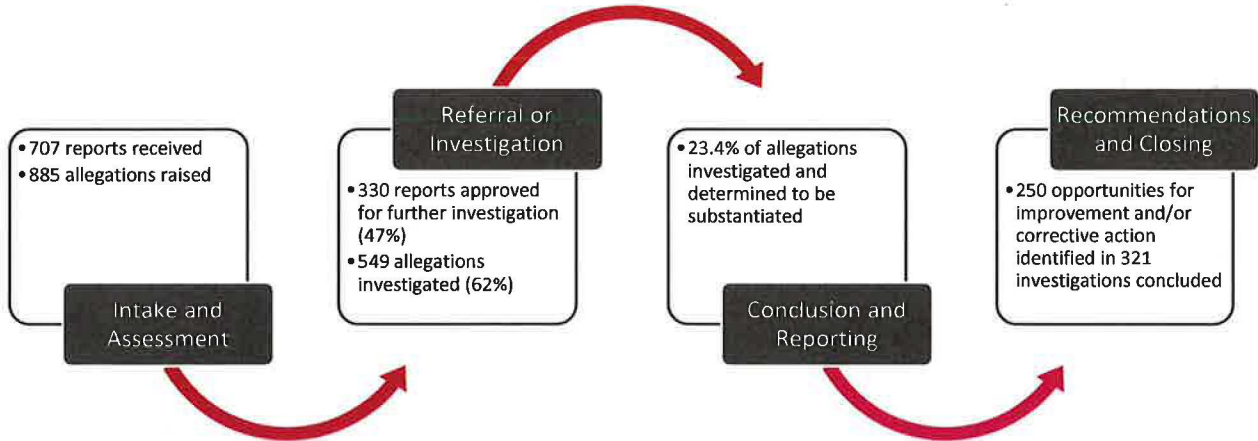 • 707 reports received
• 885 allegations raised
Intake and
Assessment
Referral or
Investigation
• 330 reports approved
for further investigation
(47%)
• 549 allegations
investigated (62%)
• 23.4% of allegations
investigated and
determined to be
substantiated
Conclusion and
Reporting
Recommendations
and Closing
• 250 opportunities for
improvement and/or
corrective action
identified in 321
investigations concluded